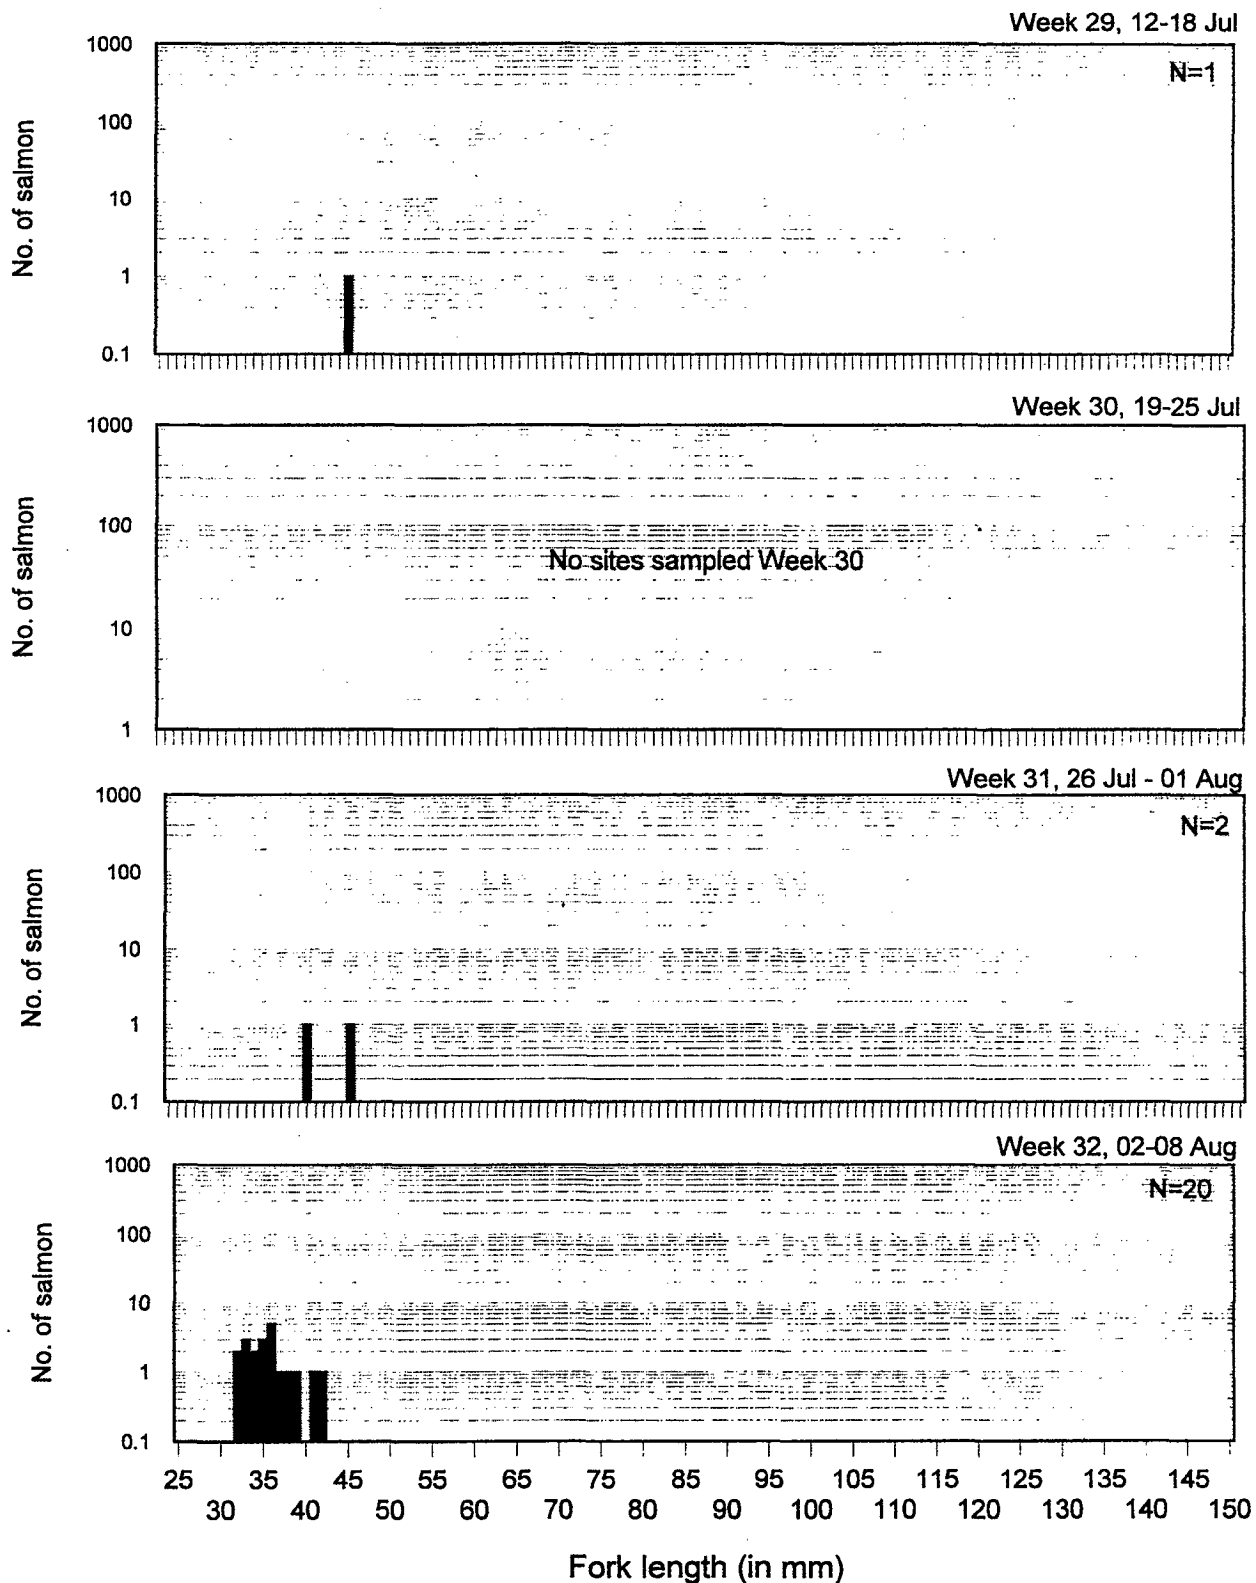 Week 29, 12-18 Jul
N=1
No. of salmon
1000
100
10
1
0.1
Week 30, 19-25 Jul
No. of salmon
1000
100
10
1
No sites sampled Week 30
Week 31, 26 Jul - 01 Aug
N=2
No. of salmon
1000
100
10
1
0.1
Week 32, 02-08 Aug
N=20
No. of salmon
1000
100
10
1
0.1
25 35 45 55 65 75 85 95 105 115 125 135 145
30 40 50 60 70 80 90 100 110 120 130 140 150
Fork length (in mm)